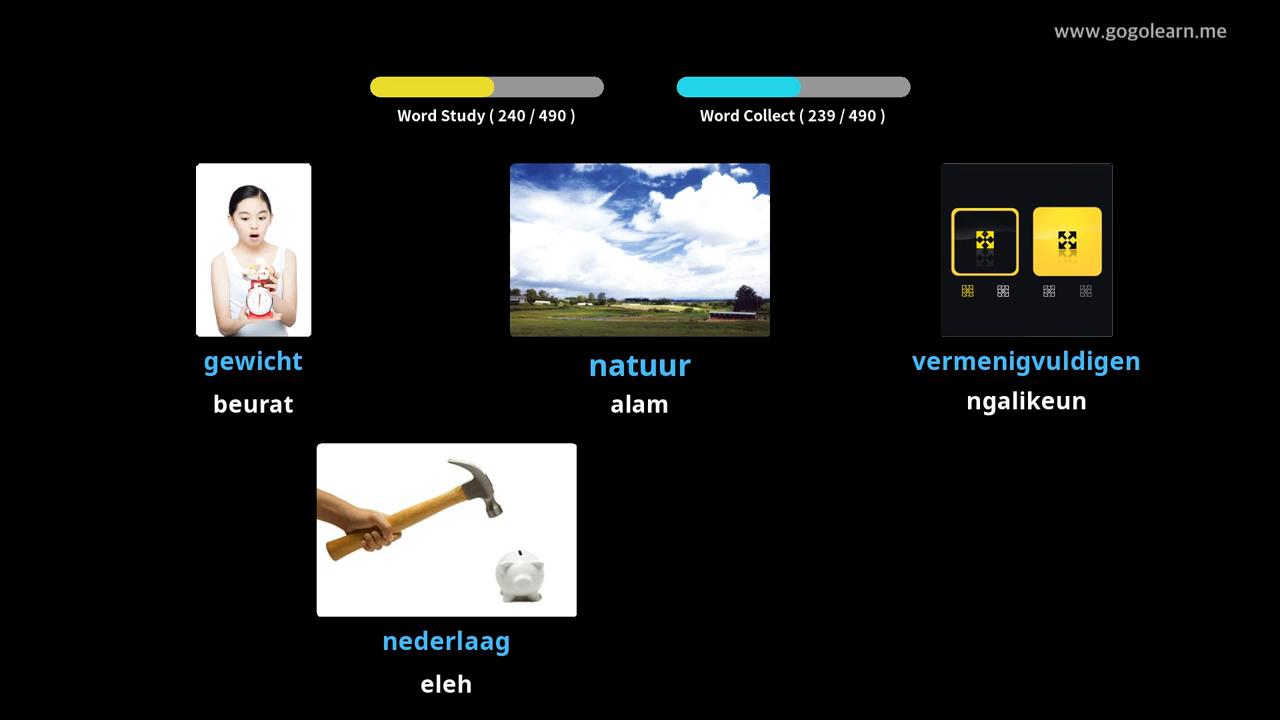 www.gogolearn.me
Word Study ( 240 / 490 )
Word Collect ( 239 / 490 )
gewicht
beurat
natuur
alam
vermenigvuldigen
ngalikeun
nederlaag
eleh